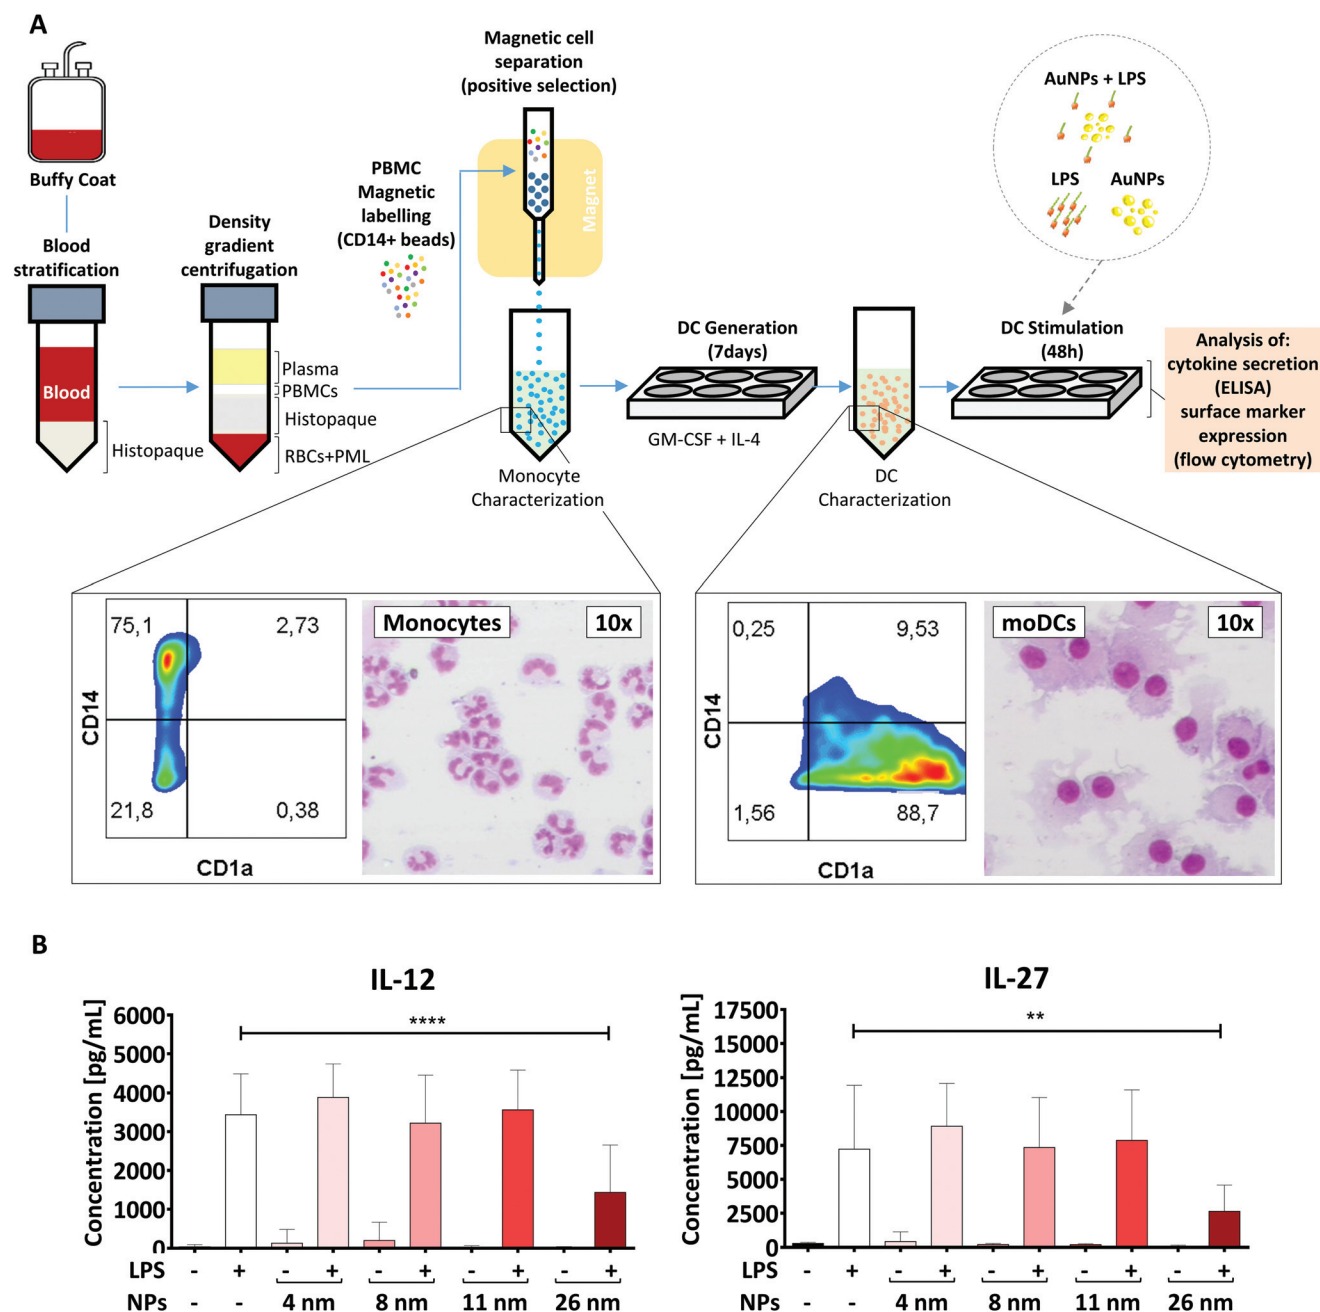 A
Buffy Coat
Blood
stratification
Blood
Histopaque
Density
gradient
centrifugation
Plasma
PBMCs
Histopaque
RBCs+PML
PBMC
Magnetic
labelling
(CD14+ beads)
Magnetic cell
separation
(positive selection)
Magnet
Monocyte
Characterization
DC Generation
(7days)
GM-CSF + IL-4
DC
Characterization
AuNPs + LPS
LPS
AuNPs
DC Stimulation
(48h)
Analysis of:
cytokine secretion
(ELISA)
surface marker
expression
(flow cytometry)
75,1
2,73
CD14
21,8
0,38
CD1a
Monocytes
10x
0,25
9,53
CD14
1,56
88,7
CD1a
moDCs
10x
B
IL-12
Concentration [pg/mL]
6000
5000
4000
3000
2000
1000
0
****
LPS - + - + - + - + - +
NPs - - 4 nm 8 nm 11 nm 26 nm
IL-27
Concentration [pg/mL]
17500
15000
12500
10000
7500
5000
2500
0
**
LPS - + - + - + - + - +
NPs - - 4 nm 8 nm 11 nm 26 nm